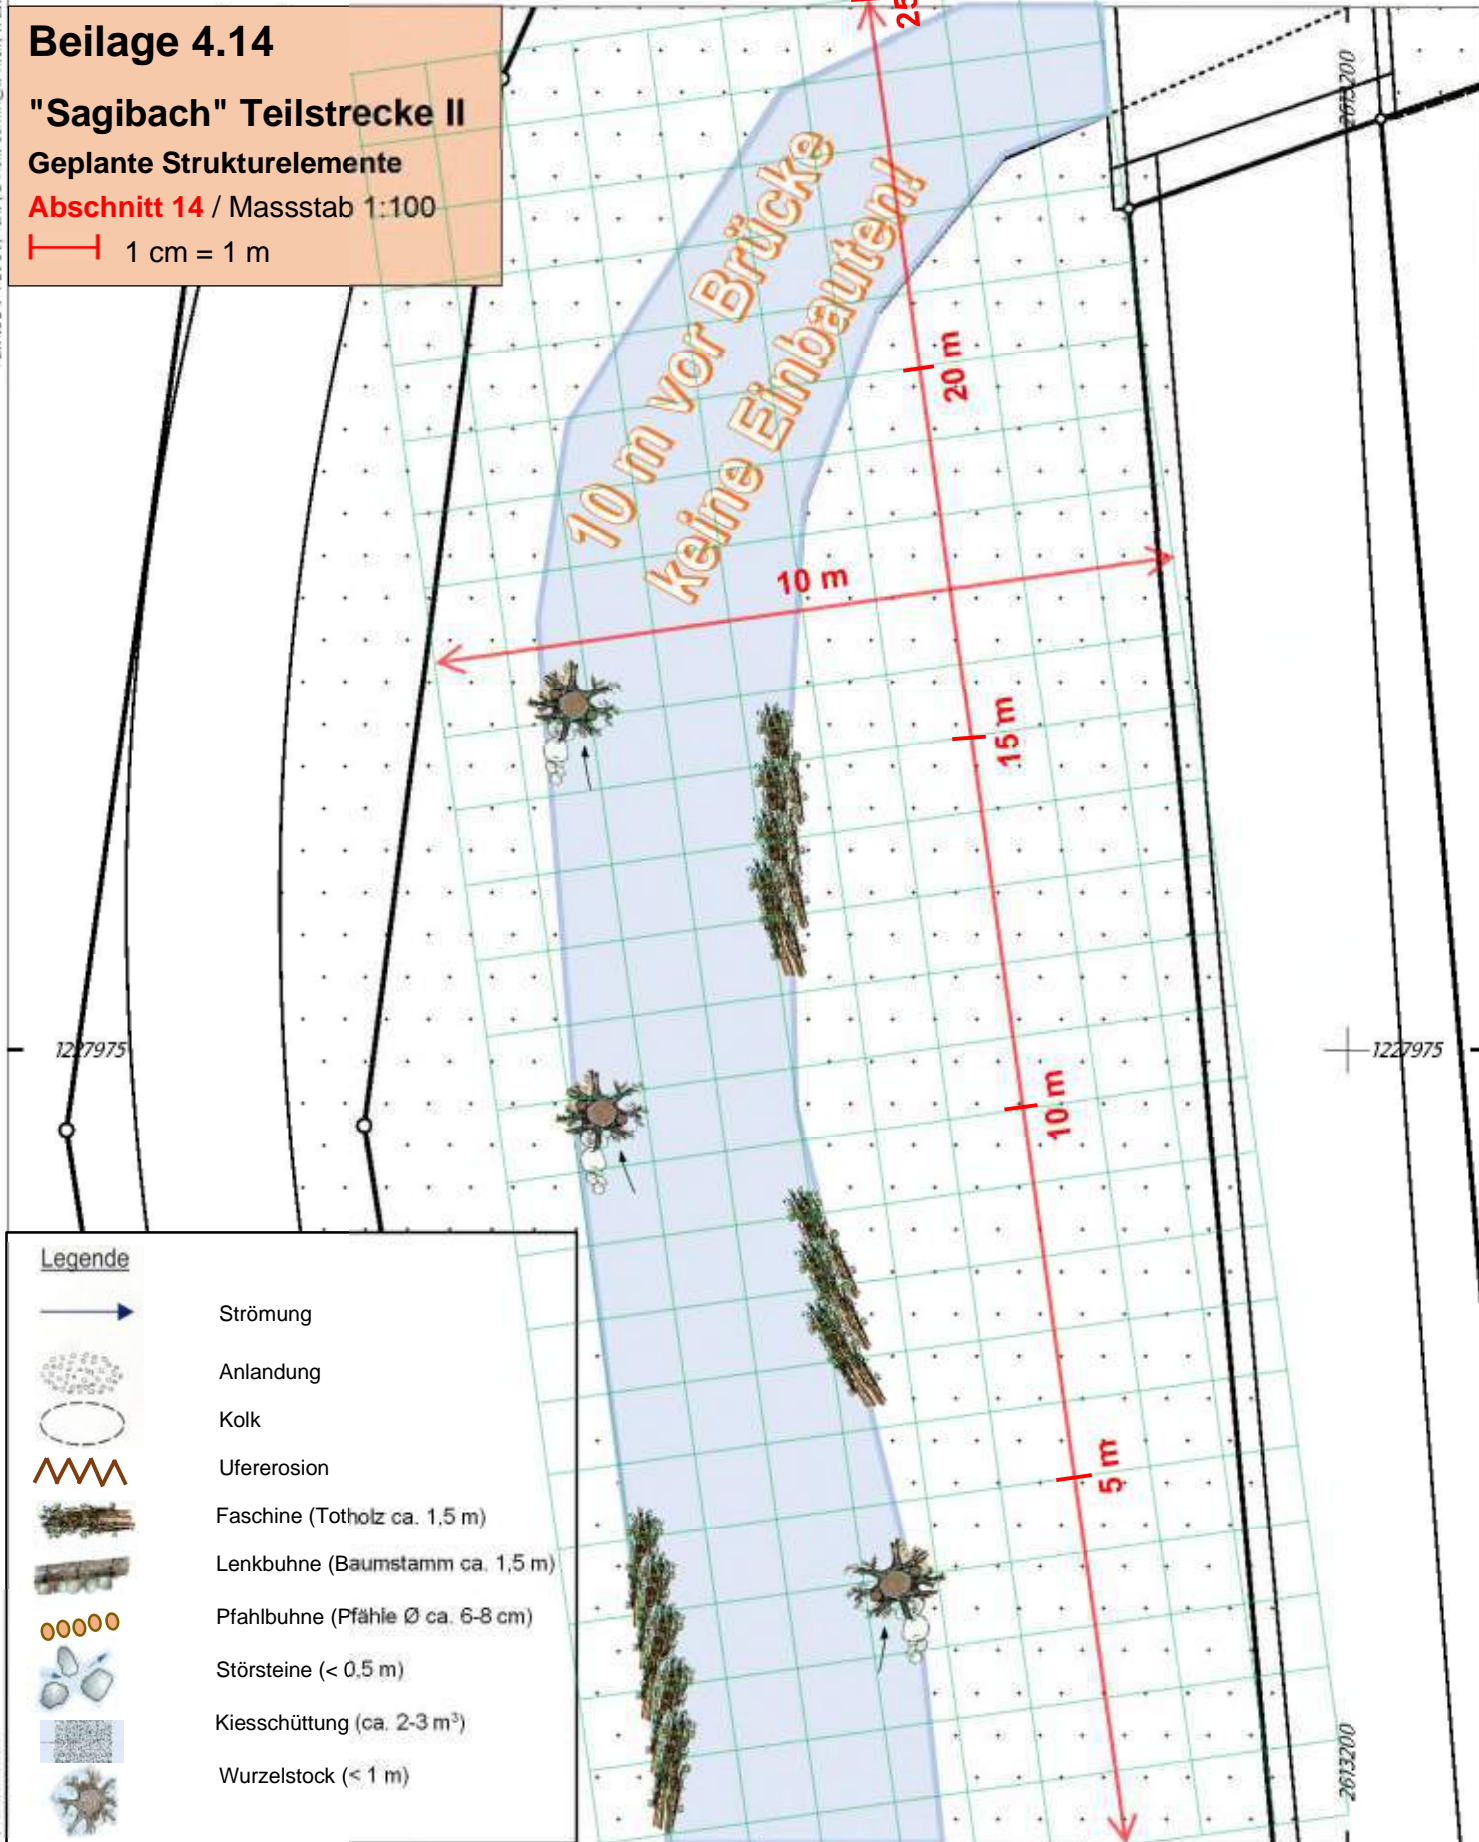 Beilage 4.14
"Sagibach" Teilstrecke II
Geplante Strukturelemente
Abschnitt 14 / Massstab 1:100
1 cm = 1 m
25
2613200
10 m vor Brücke
keine Einbauten!
20 m
10 m
15 m
1227975
1227975
10 m
5 m
2613200
Legende
Strömung
Anlandung
Kolk
Ufererosion
Faschine (Totholz ca. 1,5 m)
Lenkbuhne (Baumstamm ca. 1,5 m)
Pfahlbuhne (Pfähle Ø ca. 6-8 cm)
Störsteine (< 0,5 m)
Kiesschüttung (ca. 2-3 m³)
Wurzelstock (< 1 m)